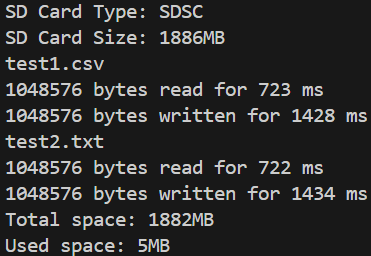 SD Card Type: SDSC
SD Card Size: 1886MB
test1.csv
1048576 bytes read for 723 ms
1048576 bytes written for 1428 ms
test2.txt
1048576 bytes read for 722 ms
1048576 bytes written for 1434 ms
Total space: 1882MB
Used space: 5MB